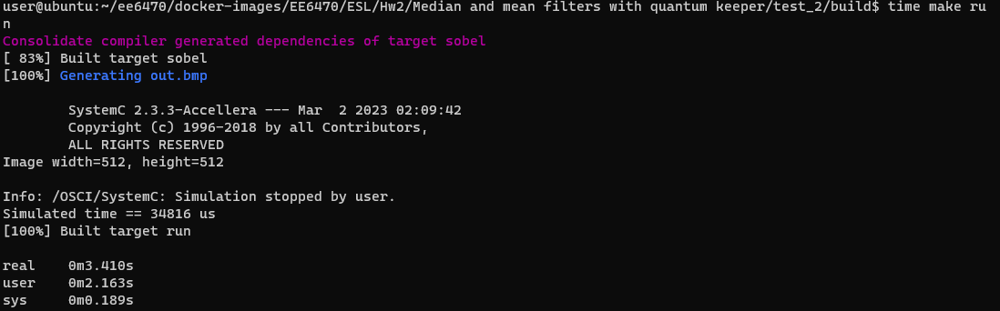 user@ubuntu:~/ee6470/docker-images/EE6470/ESL/Hw2/Median and mean filters with quantum keeper/test_2/build$ time make ru
n
Consolidate compiler generated dependencies of target sobel
[ 83%] Built target sobel
[100%] Generating out.bmp
SystemC 2.3.3-Accellera --- Mar  2 2023 02:09:42
Copyright (c) 1996-2018 by all Contributors,
ALL RIGHTS RESERVED
Image width=512, height=512
Info: /OSCI/SystemC: Simulation stopped by user.
Simulated time == 34816 us
[100%] Built target run
real    0m3.410s
user    0m2.163s
sys     0m0.189s